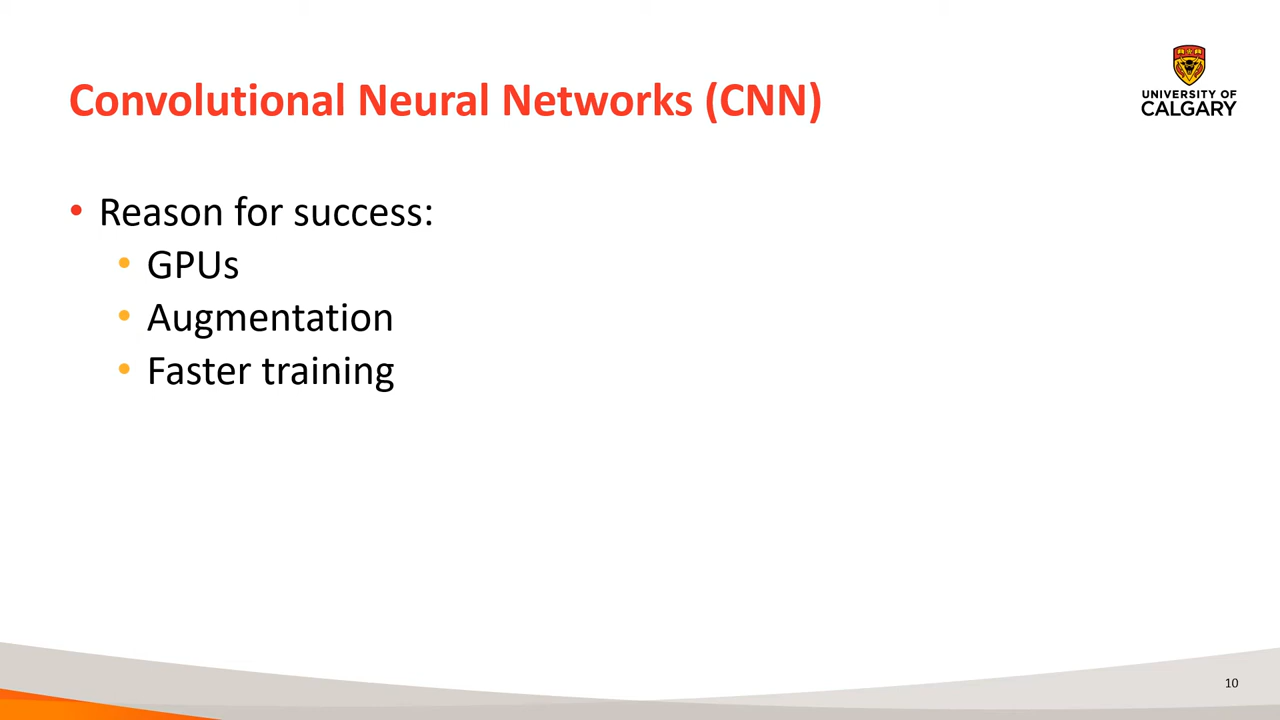 Convolutional Neural Networks (CNN)
UNIVERSITY OF
CALGARY
• Reason for success:
• GPUs
• Augmentation
• Faster training
10